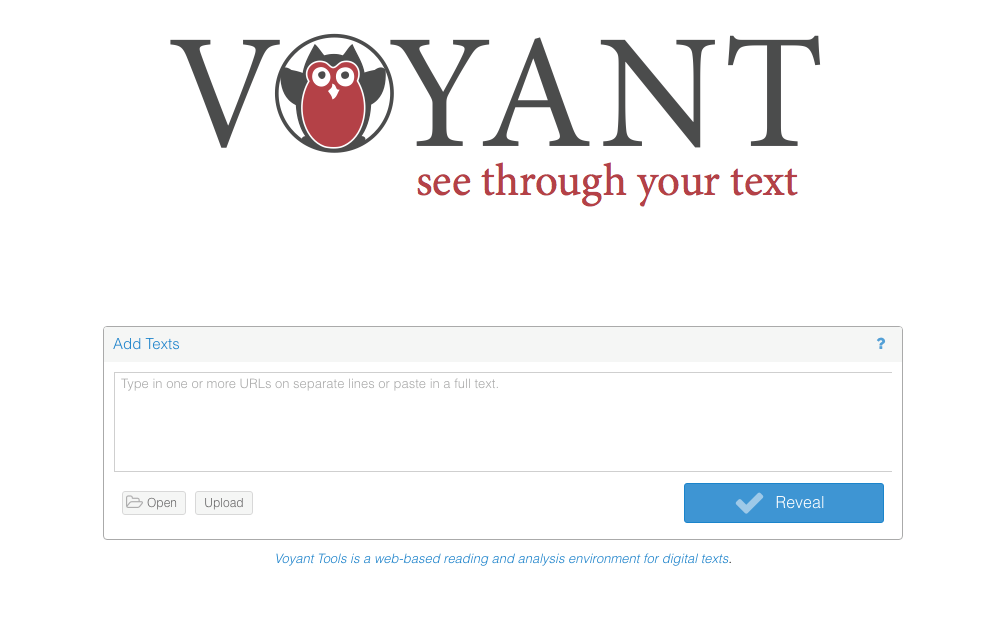 VOYANT
see through your text
Add Texts ?
Type in one or more URLs on separate lines or paste in a full text.
Open Upload Reveal
Voyant Tools is a web-based reading and analysis environment for digital texts.